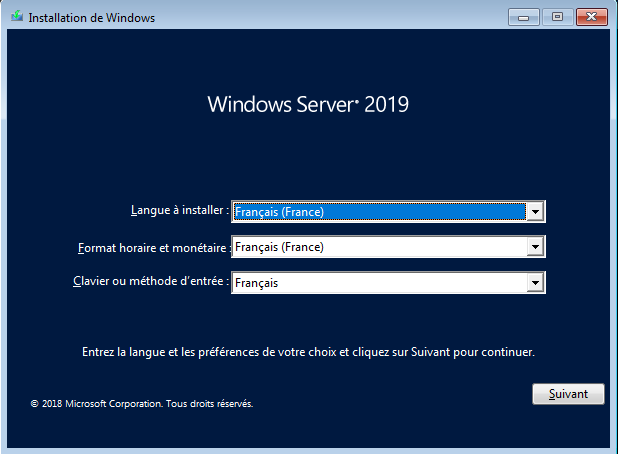 Installation de Windows
Windows Server® 2019
Langue à installer : Français (France)
Format horaire et monétaire : Français (France)
Clavier ou méthode d'entrée : Français
Entrez la langue et les préférences de votre choix et cliquez sur Suivant pour continuer.
Suivant
© 2018 Microsoft Corporation. Tous droits réservés.